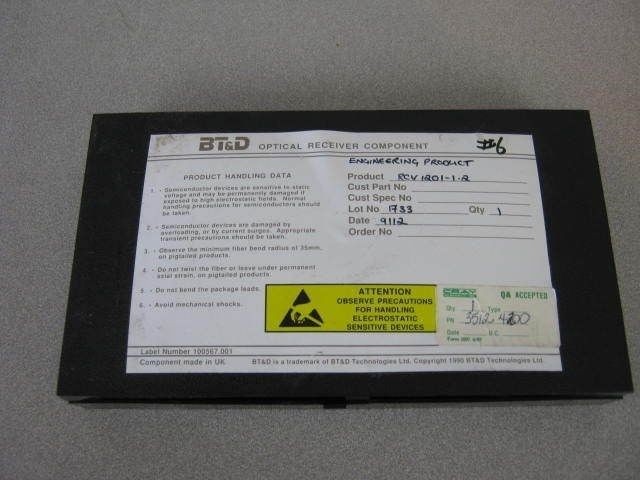 BT&D OPTICAL RECEIVER COMPONENT
#6
ENGINEERING PRODUCT
PRODUCT HANDLING DATA
1. - Semiconductor devices are sensitive to static
voltage and may be permanently damaged if
exposed to high electrostatic fields. Normal
handling precautions for semiconductors should
be taken.
2. - Semiconductor devices are damaged by
overloading, or by current surges. Appropriate
transient precautions should be taken.
3. - Observe the minimum fiber bend radius of 35mm,
on pigtailed products.
4. - Do not twist the fiber or leave under permanent
axial strain, on pigtailed products.
5. - Do not bend the package leads.
6. - Avoid mechanical shocks.
Product RCV1201-1.2
Cust Part No
Cust Spec No
Lot No 1733 Qty 1
Date 9112
Order No
ATTENTION
OBSERVE PRECAUTIONS
FOR HANDLING
ELECTROSTATIC
SENSITIVE DEVICES
CRAY QA ACCEPTED
Qty 1 Type
PN
Date U.C.
Label Number 100567.001
Component made in UK BT&D is a trademark of BT&D Technologies Ltd. Copyright 1990 BT&D Technologies Ltd.